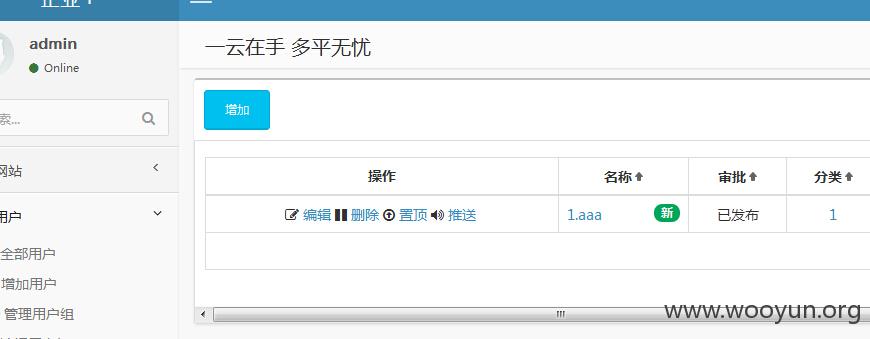 admin
Online
一云在手 多平无忧
增加
索...
网站
用户
全部用户
增加用户
管理用户组
操作 名称 审批 分类
编辑 删除 置顶 推送 1.aaa 新 已发布 1
www.wooyun.org